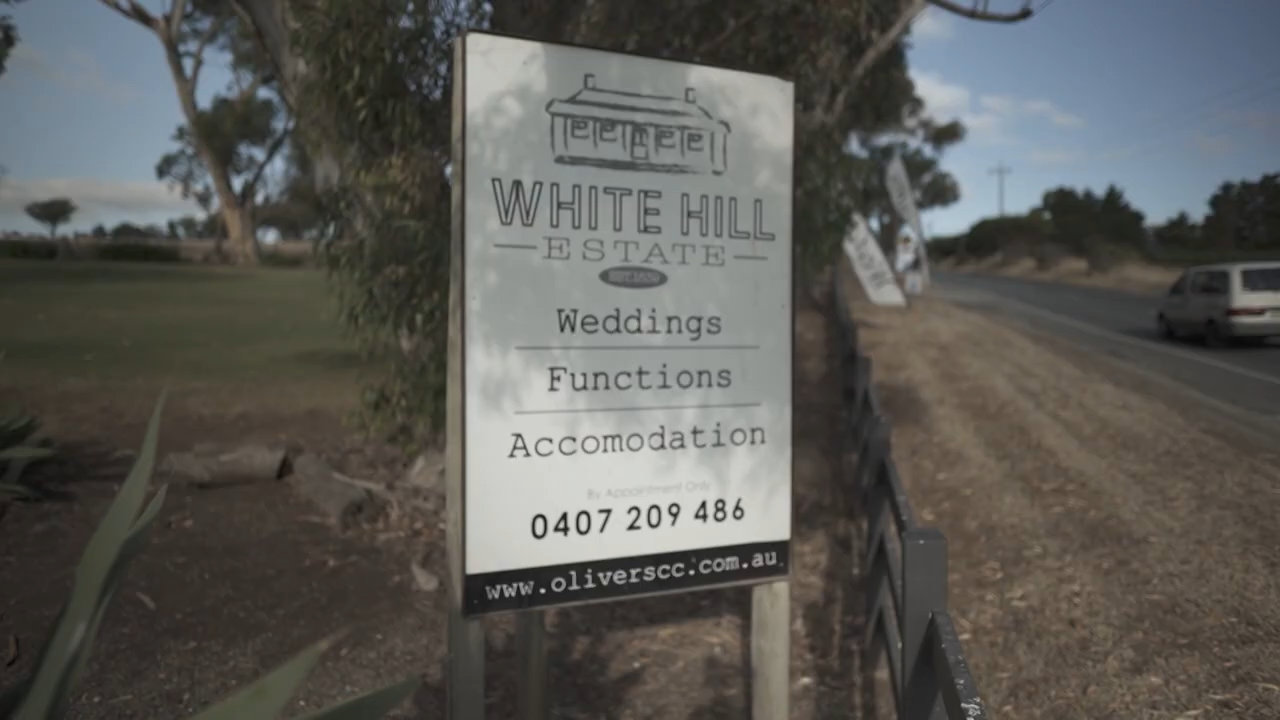 WHITE HILL
ESTATE
Weddings
Functions
Accomodation
By Appointment Only
0407 209 486
www.oliverscc.com.au